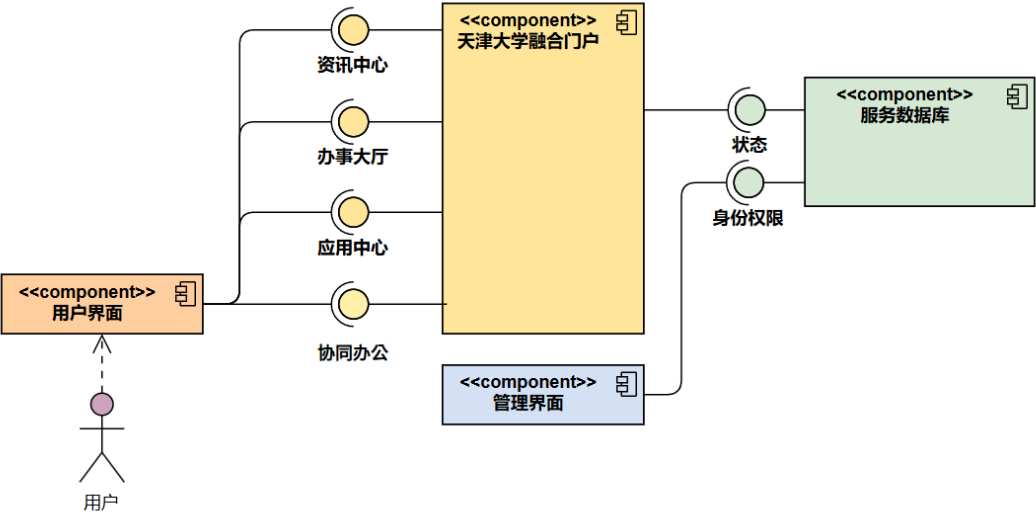 <<component>>
天津大学融合门户
资讯中心
办事大厅
应用中心
协同办公
<<component>>
服务数据库
状态
身份权限
<<component>>
用户界面
<<component>>
管理界面
用户